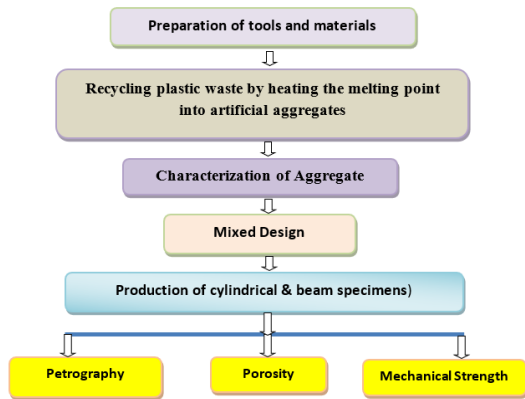 Preparation of tools and materials
Recycling plastic waste by heating the melting point
into artificial aggregates
Characterization of Aggregate
Mixed Design
Production of cylindrical & beam specimens)
Petrography
Porosity
Mechanical Strength